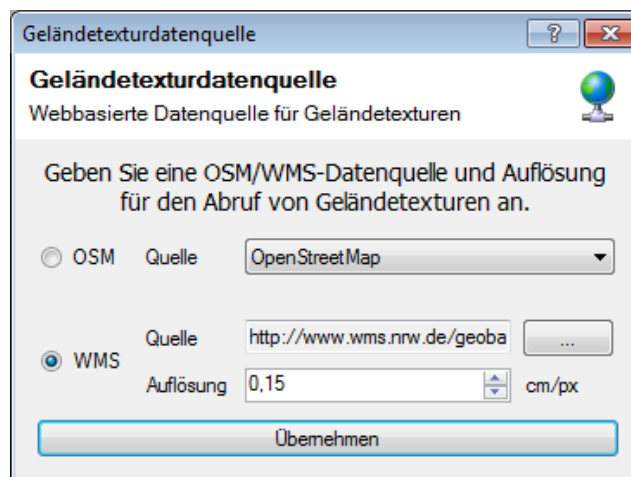 Geländetexturdatenquelle
Geländetexturdatenquelle
Webbasierte Datenquelle für Geländetexturen
Geben Sie eine OSM/WMS-Datenquelle und Auflösung
für den Abruf von Geländetexturen an.
OSM Quelle OpenStreetMap
Quelle http://www.wms.nrw.de/geoba ...
WMS
Auflösung 0,15 cm/px
Übernehmen